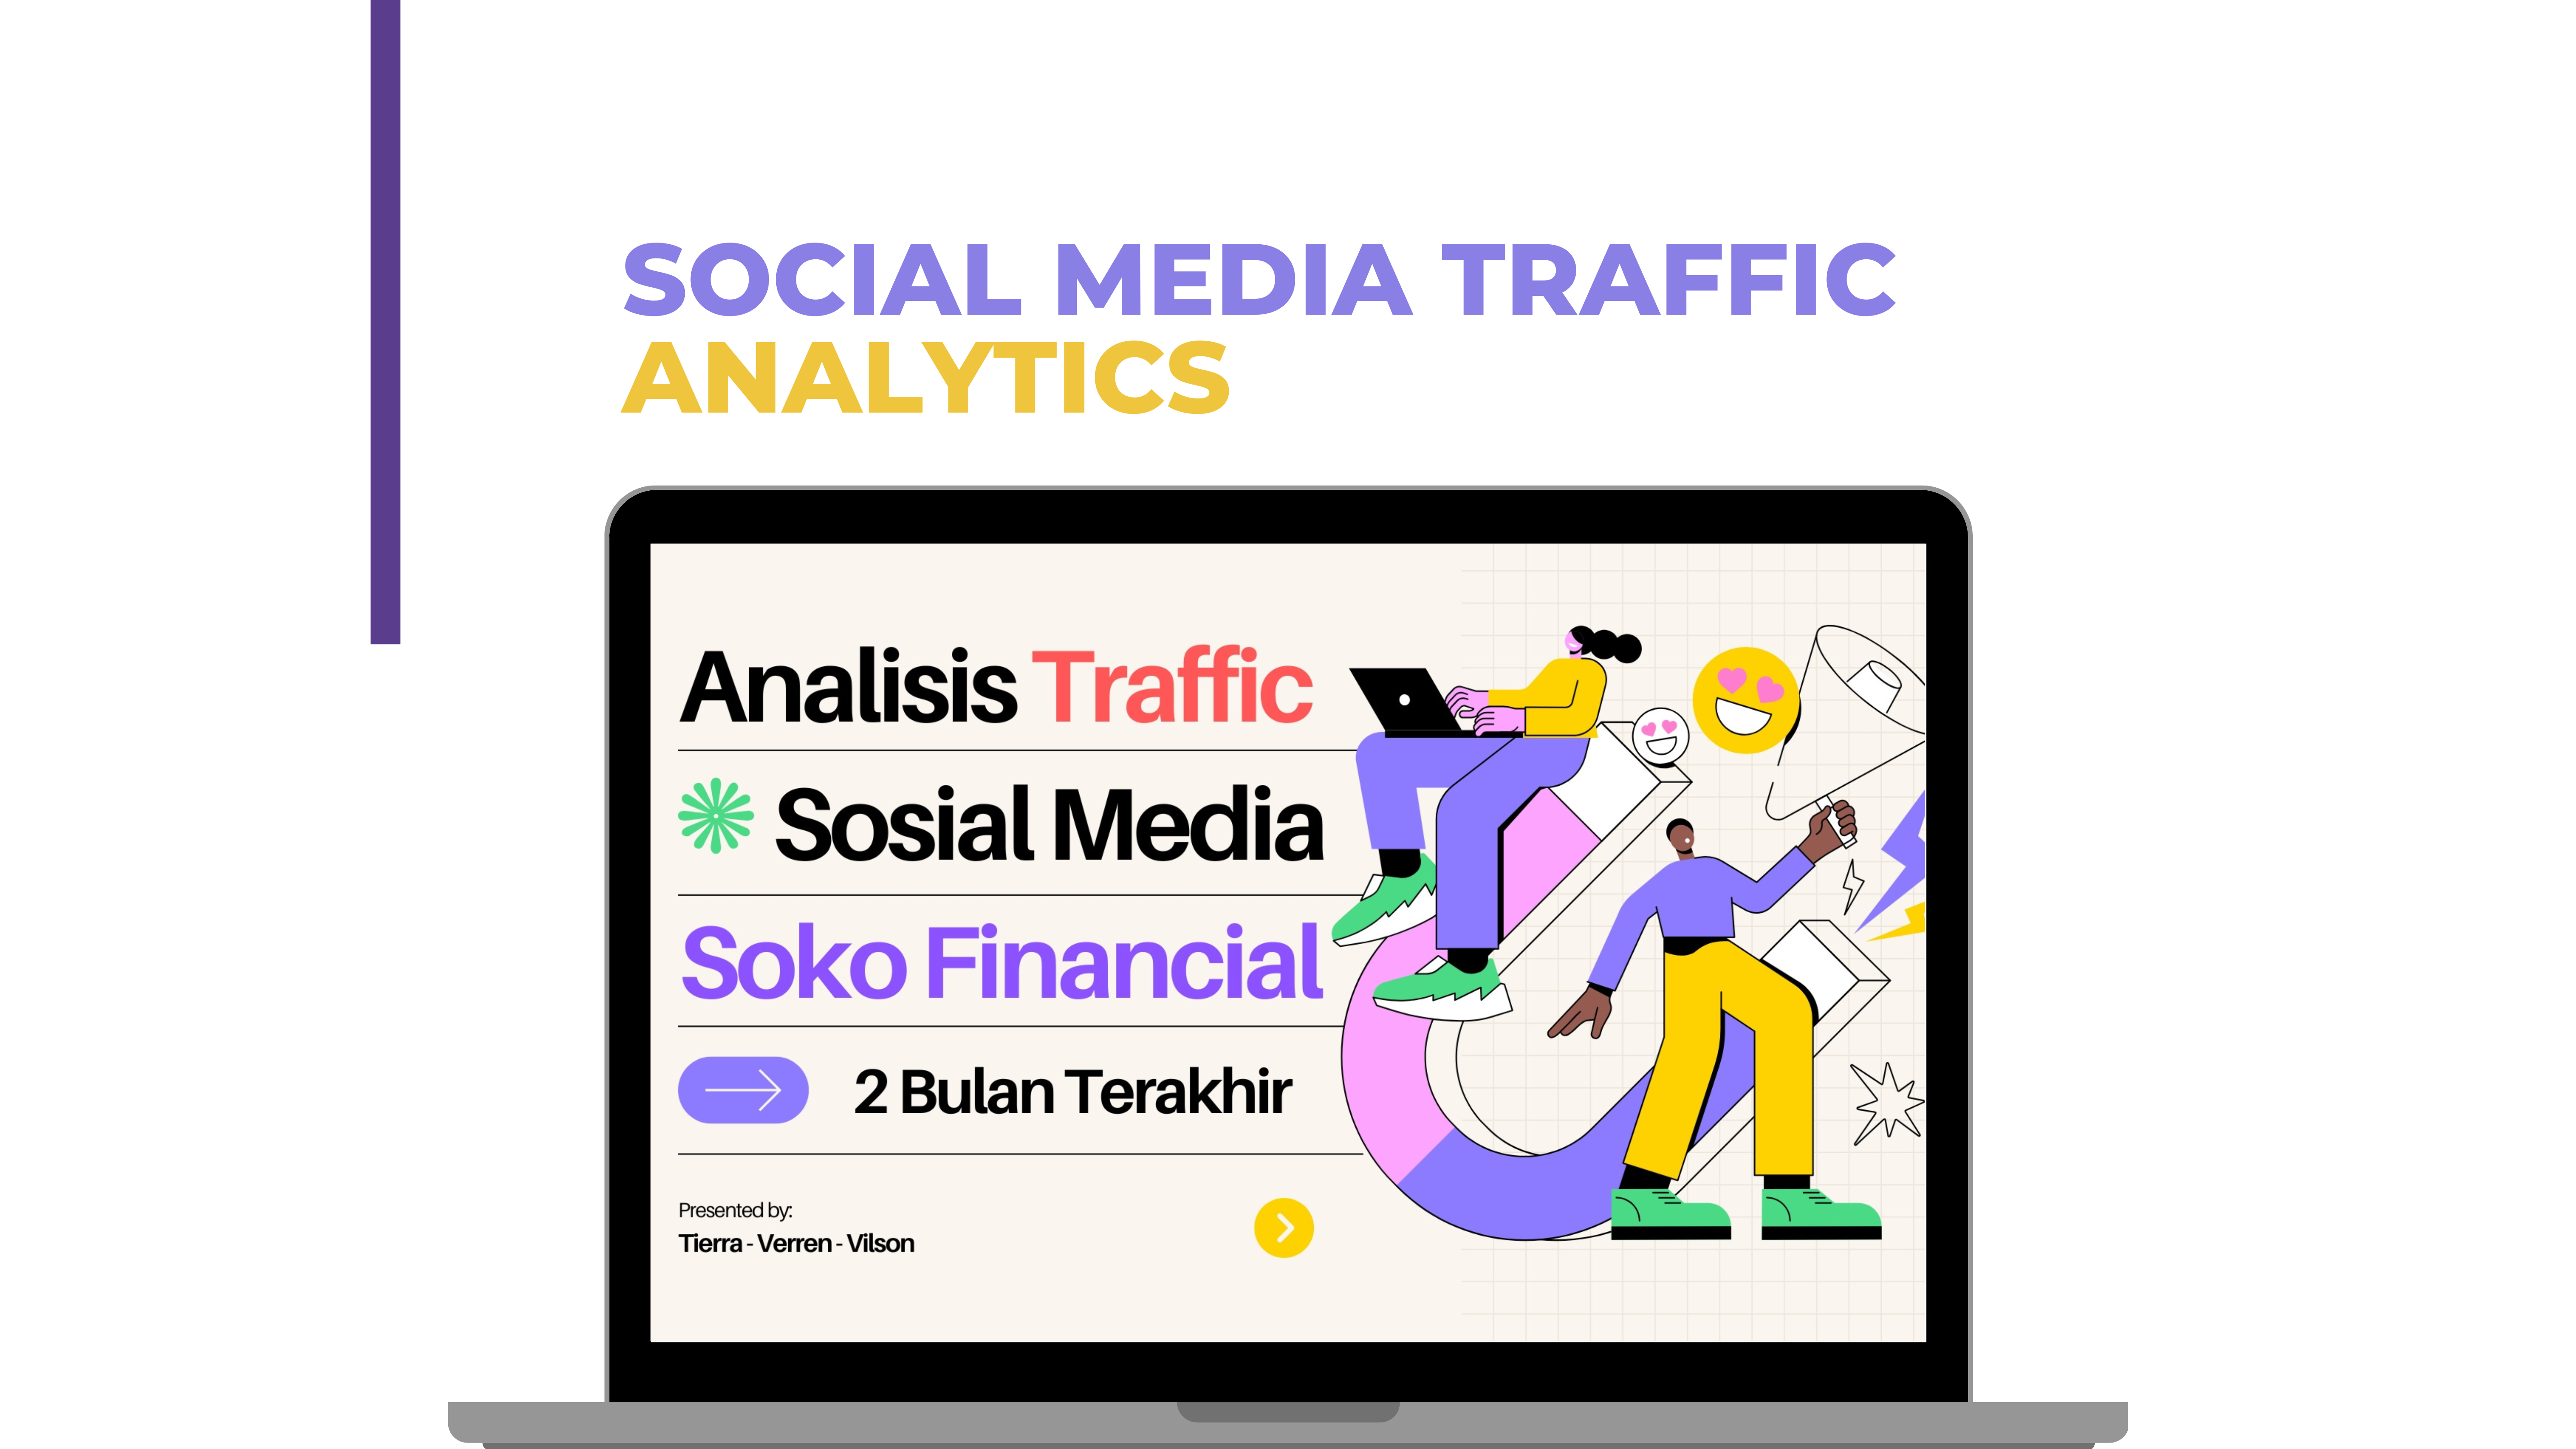 SOCIAL MEDIA TRAFFIC
ANALYTICS
Analisis Traffic
Sosial Media
Soko Financial
2 Bulan Terakhir
Presented by:
Tierra - Verren - Vilson